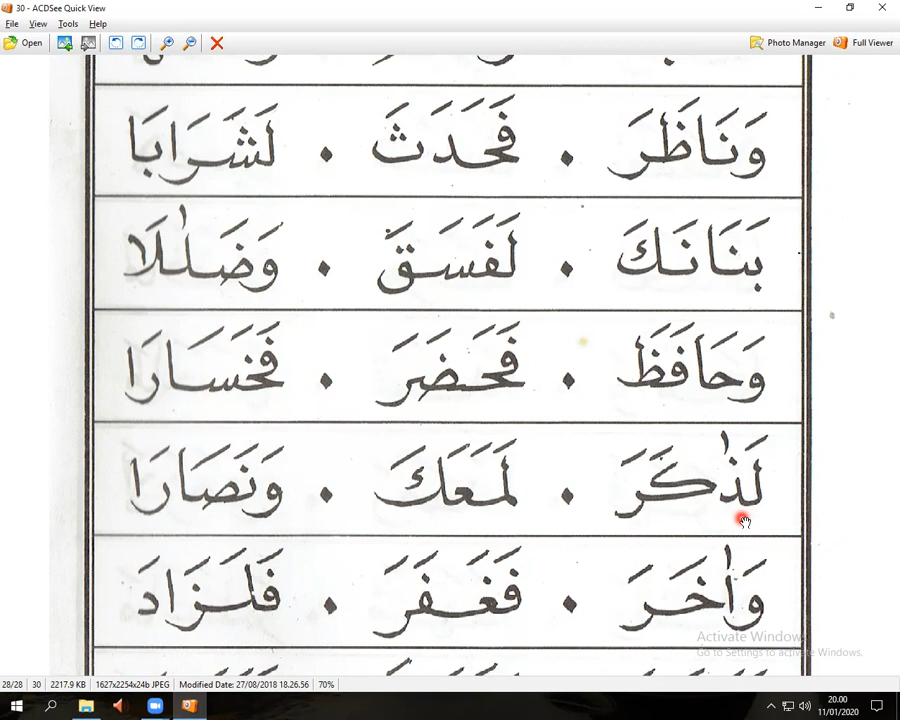 30 - ACDSee Quick View
File View Tools Help
Open Photo Manager Full Viewer
وَنَاظَرَ • فَحَدَثَ • لَشَرَابَا
بَنَانَكَ • لَفَسَقَ • وَضَلٰلَا
وَحَافَظَ • فَحَضَرَ • فَخَسَارَا
لَذٰكَرَ • لَمَعَكَ • وَنَصَارَا
وَاٰخَرَ • فَغَفَرَ • فَلَزَادَ
Activate Windows
Go to Settings to activate Windows.
28/28 30 2217.9 KB 1627x2254x24b JPEG Modified Date: 27/08/2018 18.26.56 70%
20.00
11/01/2020